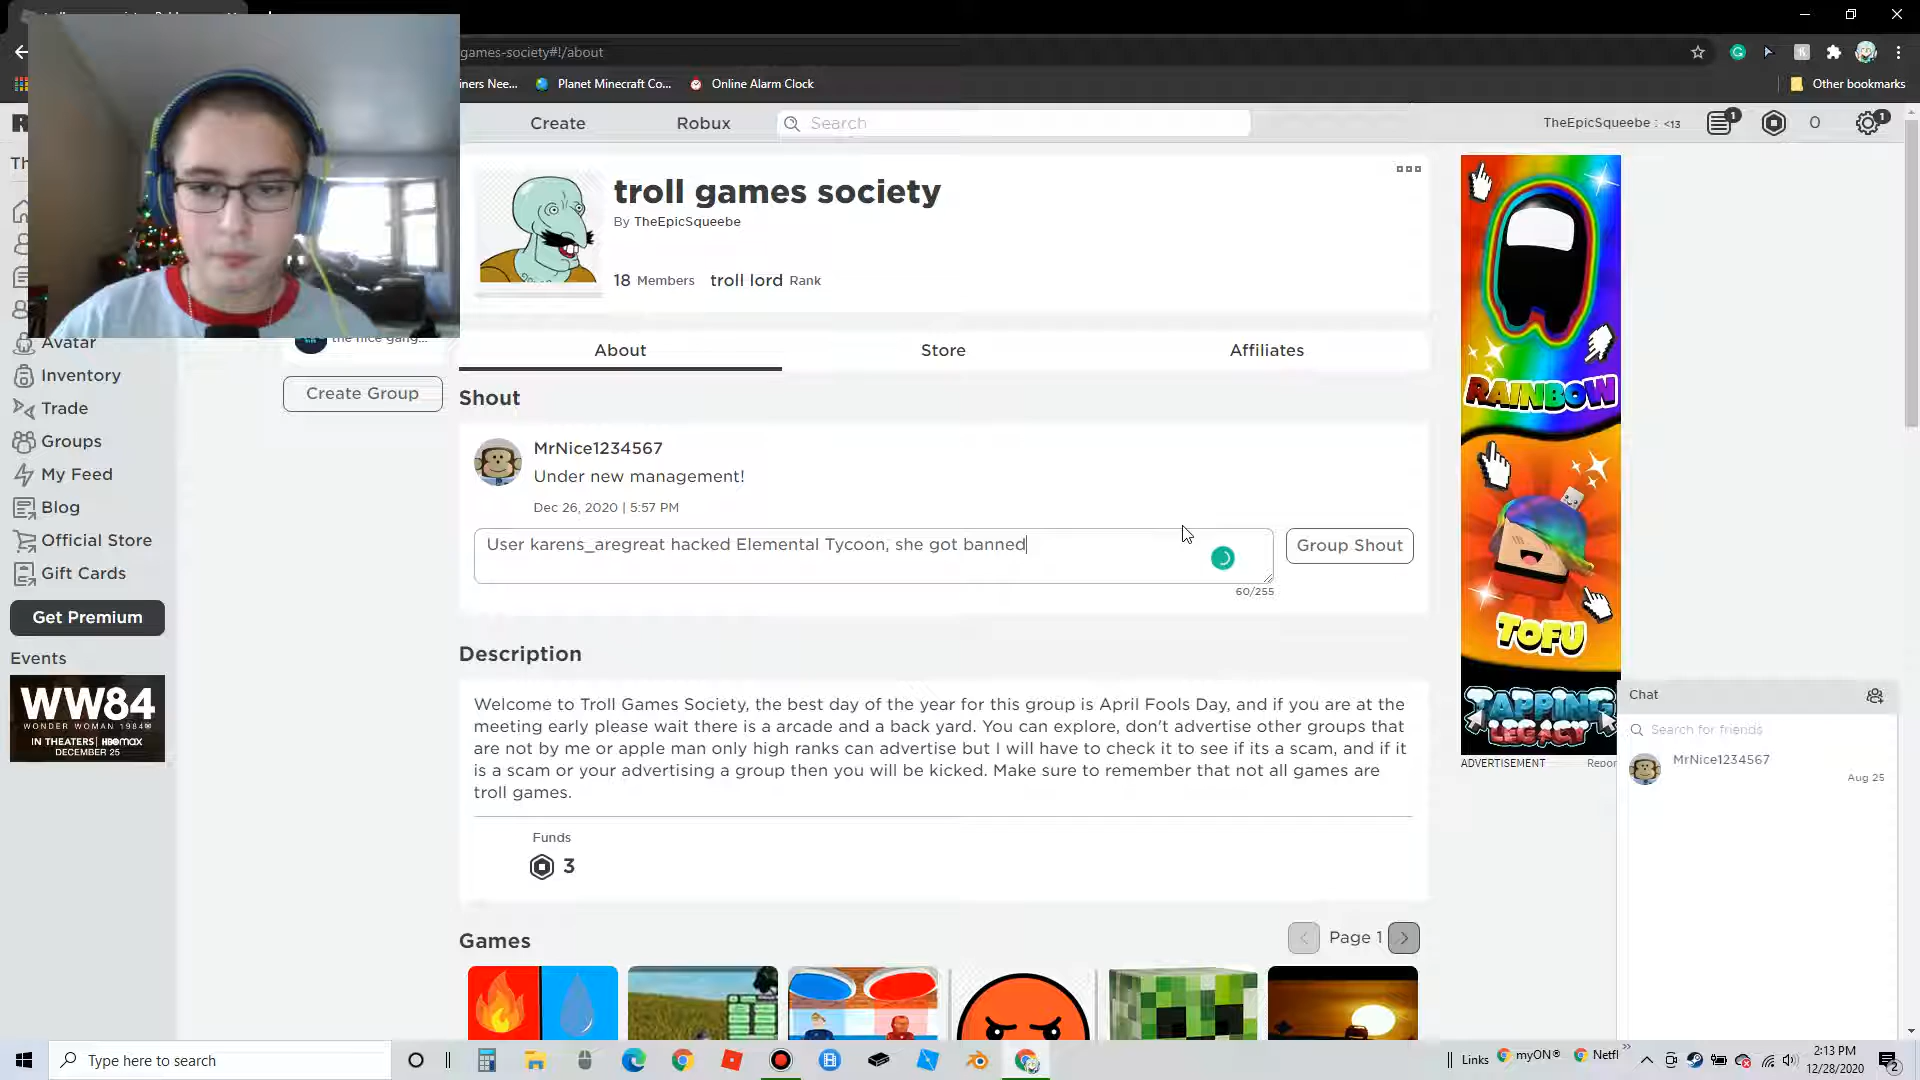 games-society#!/about
ners Nee...
Planet Minecraft Co...
Online Alarm Clock
Other bookmarks
Create
Robux
Search
TheEpicSqueebe
<13
1
0
1
troll games society
By TheEpicSqueebe
18 Members
troll lord Rank
Avatar
Inventory
Trade
Groups
My Feed
Blog
Official Store
Gift Cards
Get Premium
Events
WW84
WONDER WOMAN 1984
IN THEATERS | HBOmax
DECEMBER 25
Create Group
About
Store
Affiliates
Shout
MrNice1234567
Under new management!
Dec 26, 2020 | 5:57 PM
User karens_aregreat hacked Elemental Tycoon, she got banned
Group Shout
60/255
Description
Welcome to Troll Games Society, the best day of the year for this group is April Fools Day, and if you are at the
meeting early please wait there is a arcade and a back yard. You can explore, don't advertise other groups that
are not by me or apple man only high ranks can advertise but I will have to check it to see if its a scam, and if it
is a scam or your advertising a group then you will be kicked. Make sure to remember that not all games are
troll games.
Funds
3
Games
Page 1
RAINBOW
TOFU
TAPPING
LEGACY
ADVERTISEMENT
Repor
Chat
Search for friends
MrNice1234567
Aug 25
Type here to search
Links
myON®
Netfl
2:13 PM
12/28/2020
2